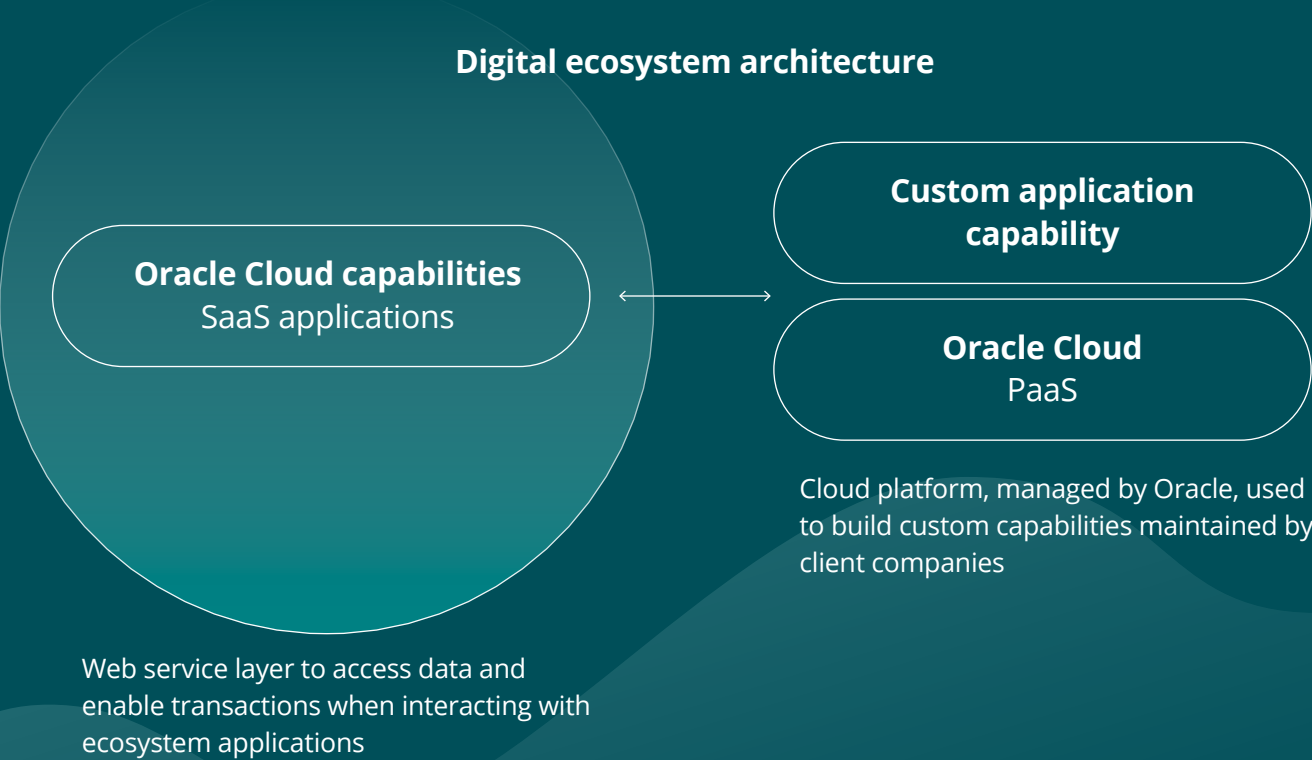 Digital ecosystem architecture
Oracle Cloud capabilities
SaaS applications
Custom application
capability
Oracle Cloud
PaaS
Cloud platform, managed by Oracle, used
to build custom capabilities maintained by
client companies
Web service layer to access data and
enable transactions when interacting with
ecosystem applications